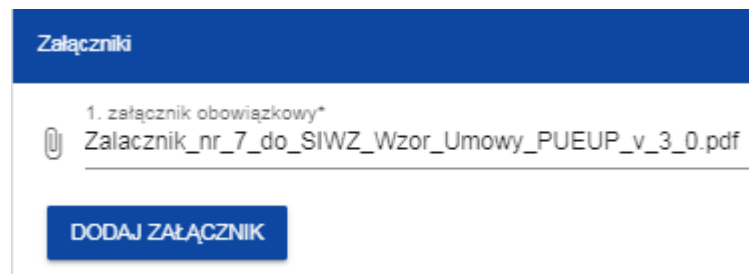 Załączniki
1. załącznik obowiązkowy*
Zalacznik_nr_7_do_SIWZ_Wzor_Umowy_PUEUP_v_3_0.pdf
DODAJ ZAŁĄCZNIK